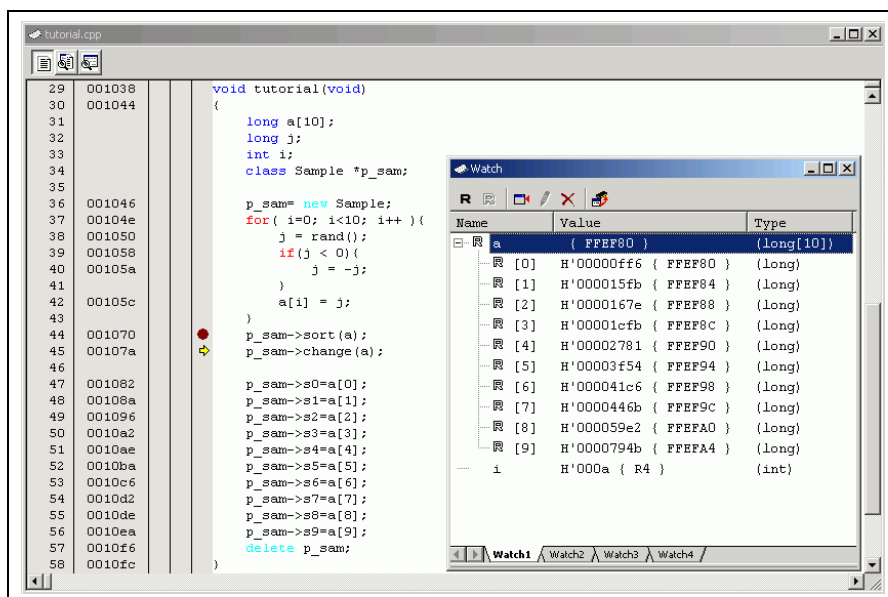 tutorial.cpp
29 001038 void tutorial(void)
30 001044 {
31 long a[10];
32 long j;
33 int i;
34 class Sample *p_sam;
35
36 001046 p_sam= new Sample;
37 00104e for( i=0; i<10; i++ ){
38 001050 j = rand();
39 001058 if(j < 0){
40 00105a j = -j;
41 }
42 00105c a[i] = j;
43 }
44 001070 p_sam->sort(a);
45 00107a p_sam->change(a);
46
47 001082 p_sam->s0=a[0];
48 00108a p_sam->s1=a[1];
49 001096 p_sam->s2=a[2];
50 0010a2 p_sam->s3=a[3];
51 0010ae p_sam->s4=a[4];
52 0010ba p_sam->s5=a[5];
53 0010c6 p_sam->s6=a[6];
54 0010d2 p_sam->s7=a[7];
55 0010de p_sam->s8=a[8];
56 0010ea p_sam->s9=a[9];
57 0010f6 delete p_sam;
58 0010fc }
Watch
R R
Name Value Type
R a { FFEF80 } (long[10])
R [0] H'00000ff6 { FFEF80 } (long)
R [1] H'000015fb { FFEF84 } (long)
R [2] H'0000167e { FFEF88 } (long)
R [3] H'00001cfb { FFEF8C } (long)
R [4] H'00002781 { FFEF90 } (long)
R [5] H'00003f54 { FFEF94 } (long)
R [6] H'000041c6 { FFEF98 } (long)
R [7] H'0000446b { FFEF9C } (long)
R [8] H'000059e2 { FFEFA0 } (long)
R [9] H'0000794b { FFEFA4 } (long)
i H'000a { R4 } (int)
Watch1 Watch2 Watch3 Watch4